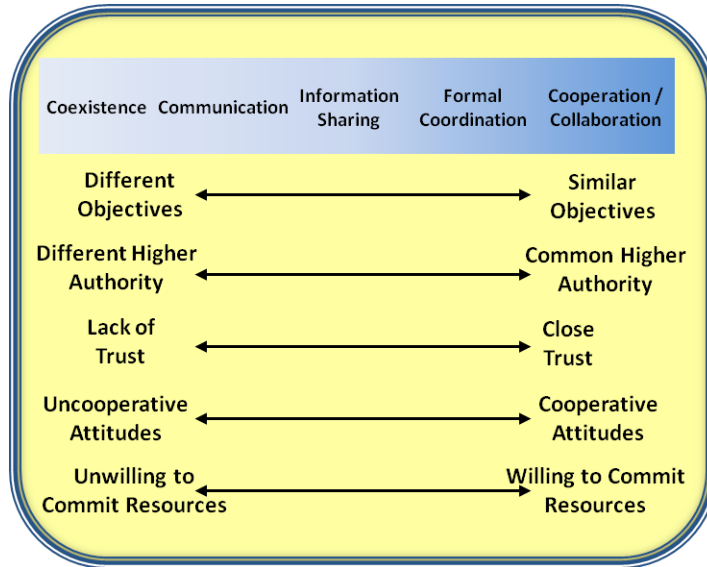 Coexistence
Communication
Information
Sharing
Formal
Coordination
Cooperation /
Collaboration
Different
Objectives
Similar
Objectives
Different Higher
Authority
Common Higher
Authority
Lack of
Trust
Close
Trust
Uncooperative
Attitudes
Cooperative
Attitudes
Unwilling to
Commit Resources
Willing to Commit
Resources